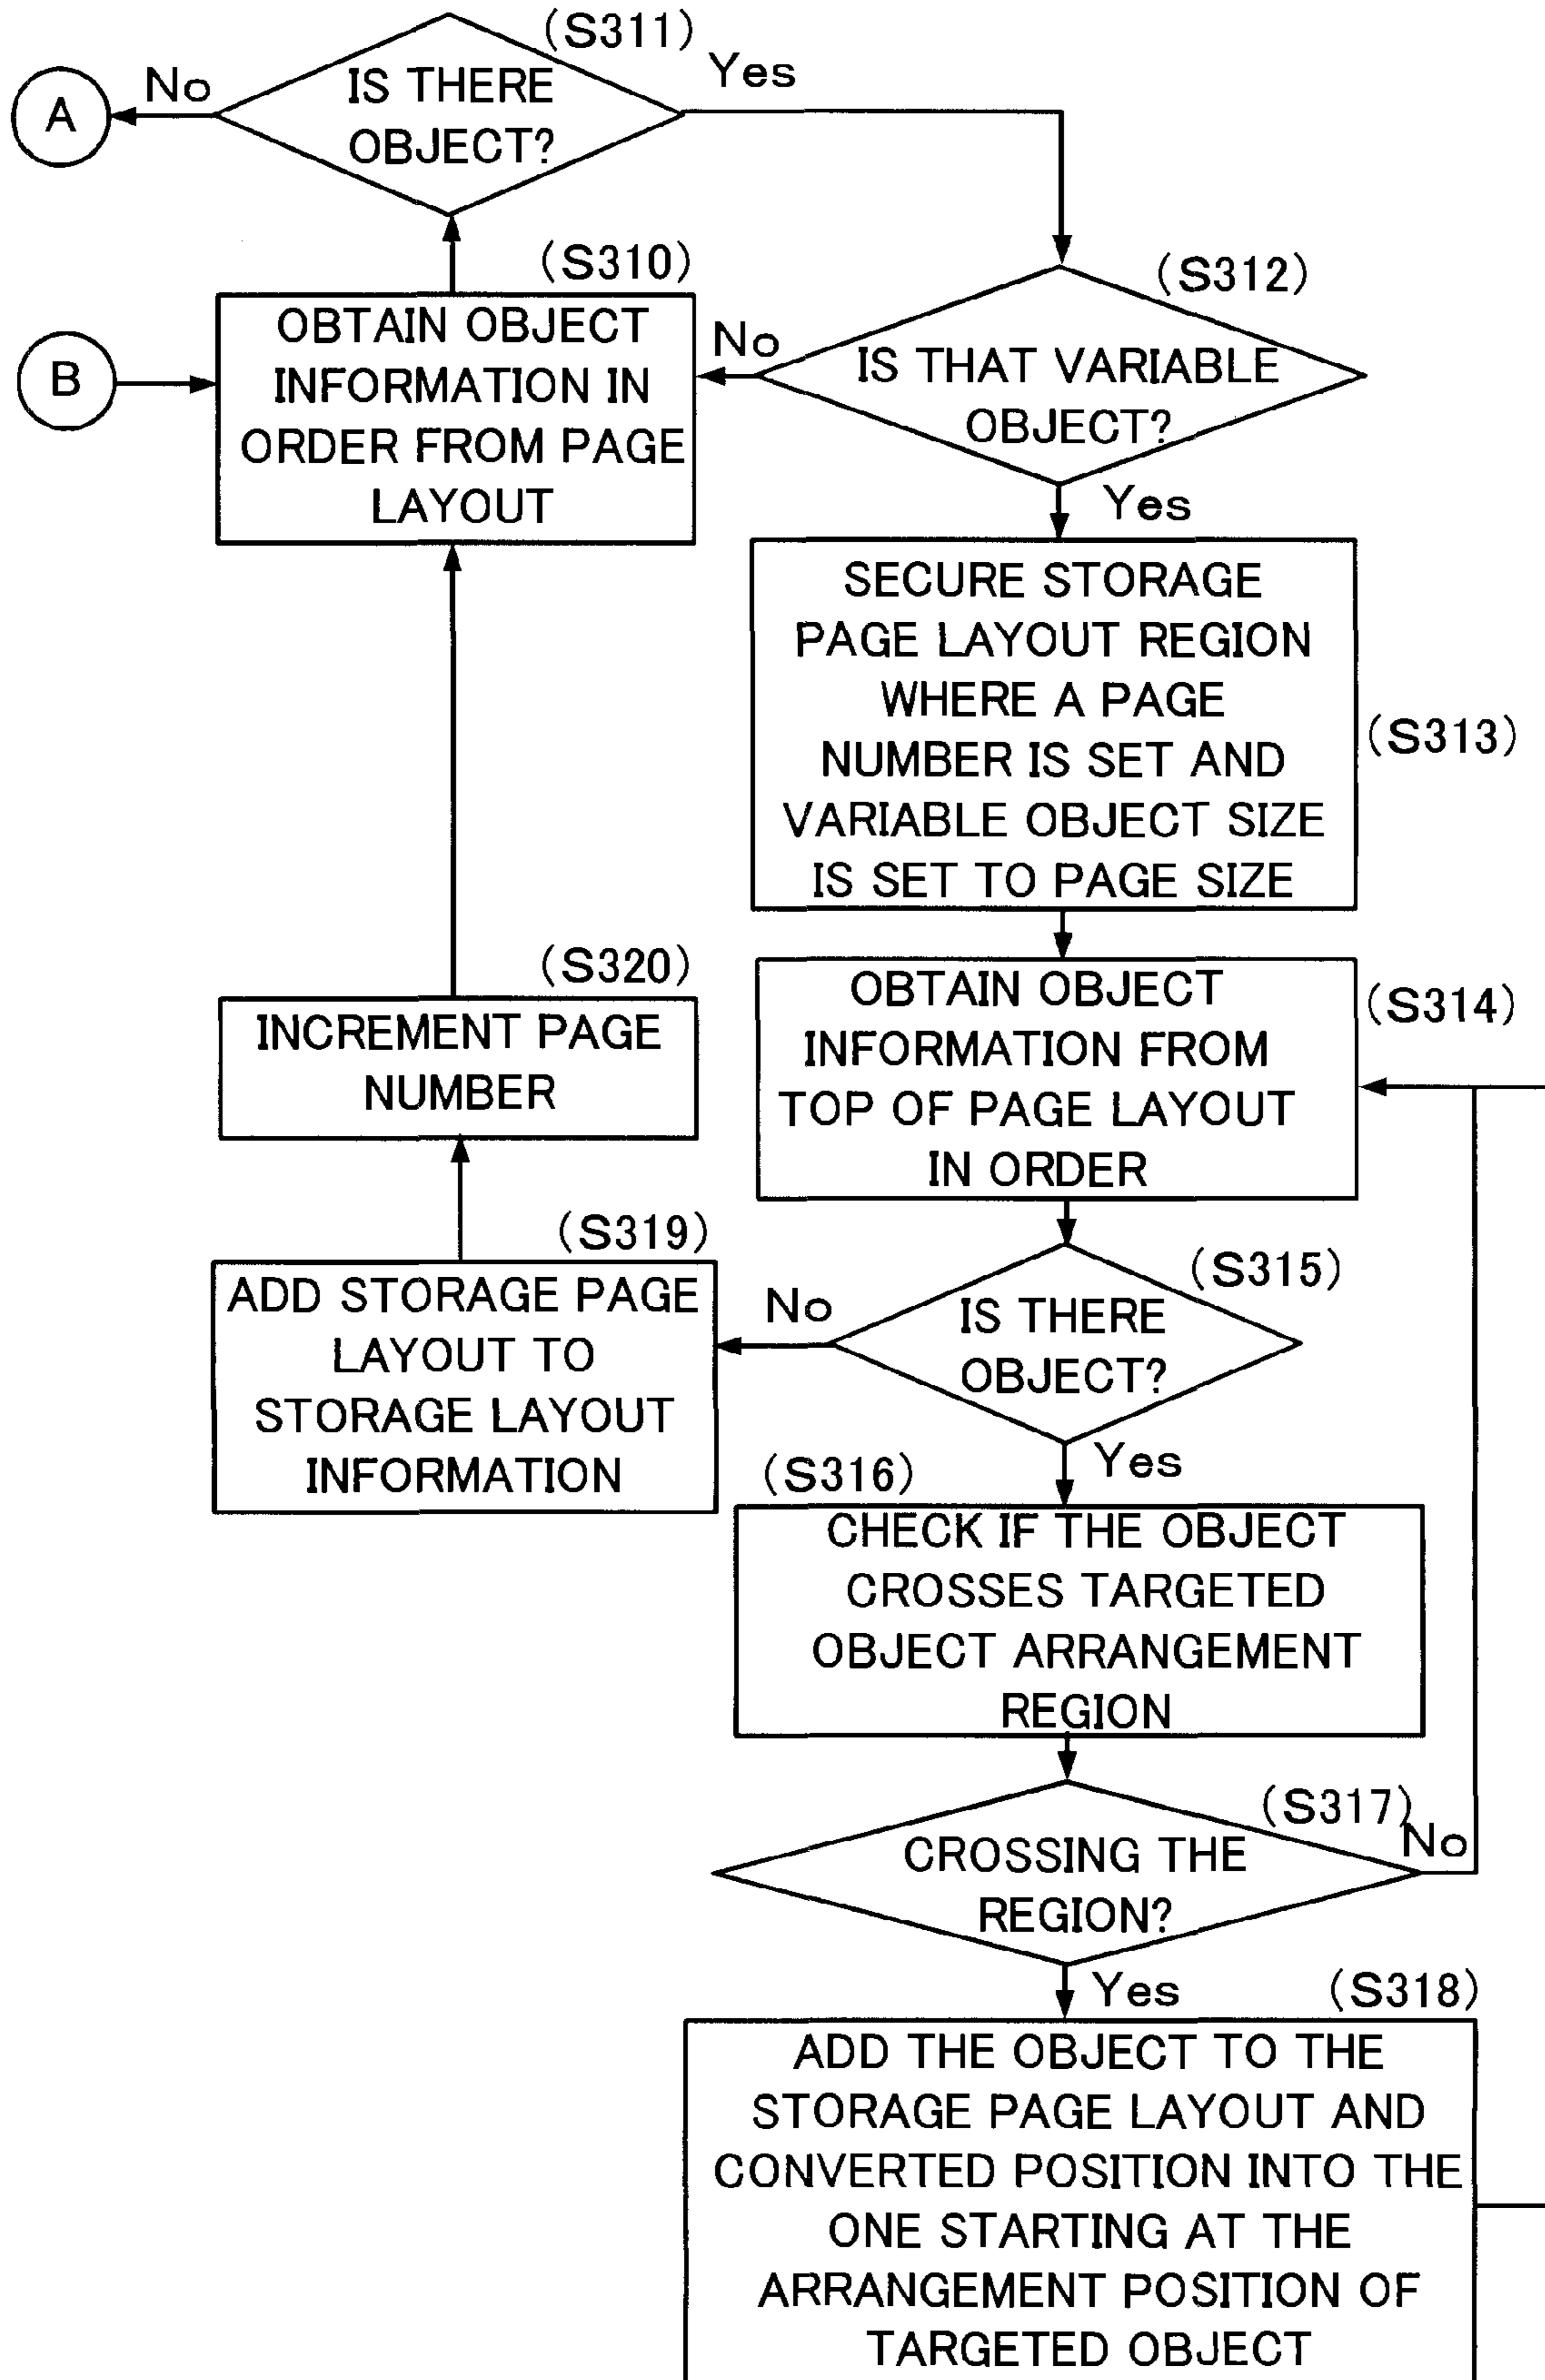 (S311)
IS THERE
OBJECT?
No
Yes
A
(S310)
OBTAIN OBJECT
INFORMATION IN
ORDER FROM PAGE
LAYOUT
B
(S312)
IS THAT VARIABLE
OBJECT?
No
Yes
SECURE STORAGE
PAGE LAYOUT REGION
WHERE A PAGE
NUMBER IS SET AND
VARIABLE OBJECT SIZE
IS SET TO PAGE SIZE
(S313)
OBTAIN OBJECT
INFORMATION FROM
TOP OF PAGE LAYOUT
IN ORDER
(S314)
(S320)
INCREMENT PAGE
NUMBER
(S319)
ADD STORAGE PAGE
LAYOUT TO
STORAGE LAYOUT
INFORMATION
(S315)
IS THERE
OBJECT?
No
Yes
(S316)
CHECK IF THE OBJECT
CROSSES TARGETED
OBJECT ARRANGEMENT
REGION
(S317)
CROSSING THE
REGION?
No
Yes
(S318)
ADD THE OBJECT TO THE
STORAGE PAGE LAYOUT AND
CONVERTED POSITION INTO THE
ONE STARTING AT THE
ARRANGEMENT POSITION OF
TARGETED OBJECT